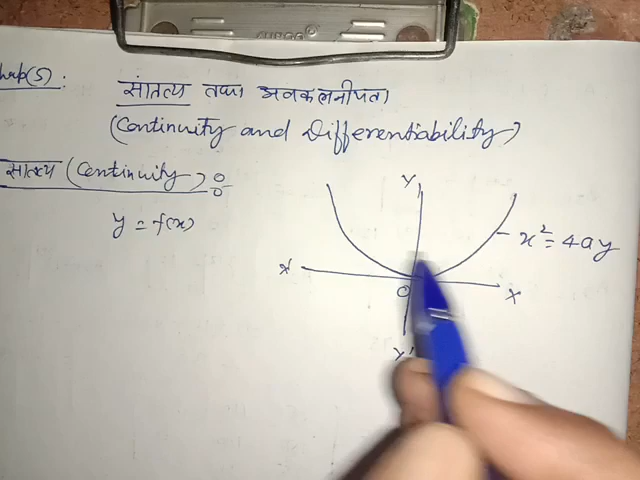 सांतत्य तथा अवकलनीयता
(Continuity and Differentiability)
सांतत्य (Continuity) :-
y = f(x)
Y
x² = 4ay
X'
O
X
Y'